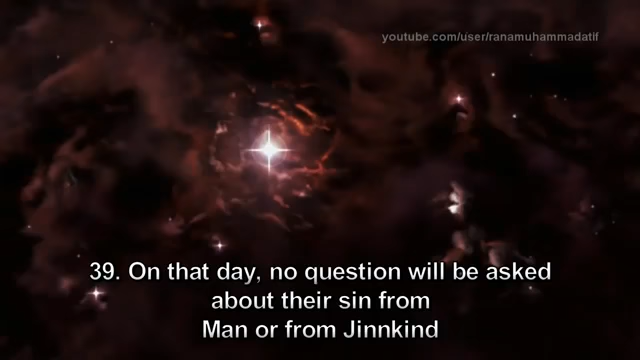 youtube.com/user/ranamuhammadatif
39. On that day, no question will be asked
about their sin from
Man or from Jinnkind